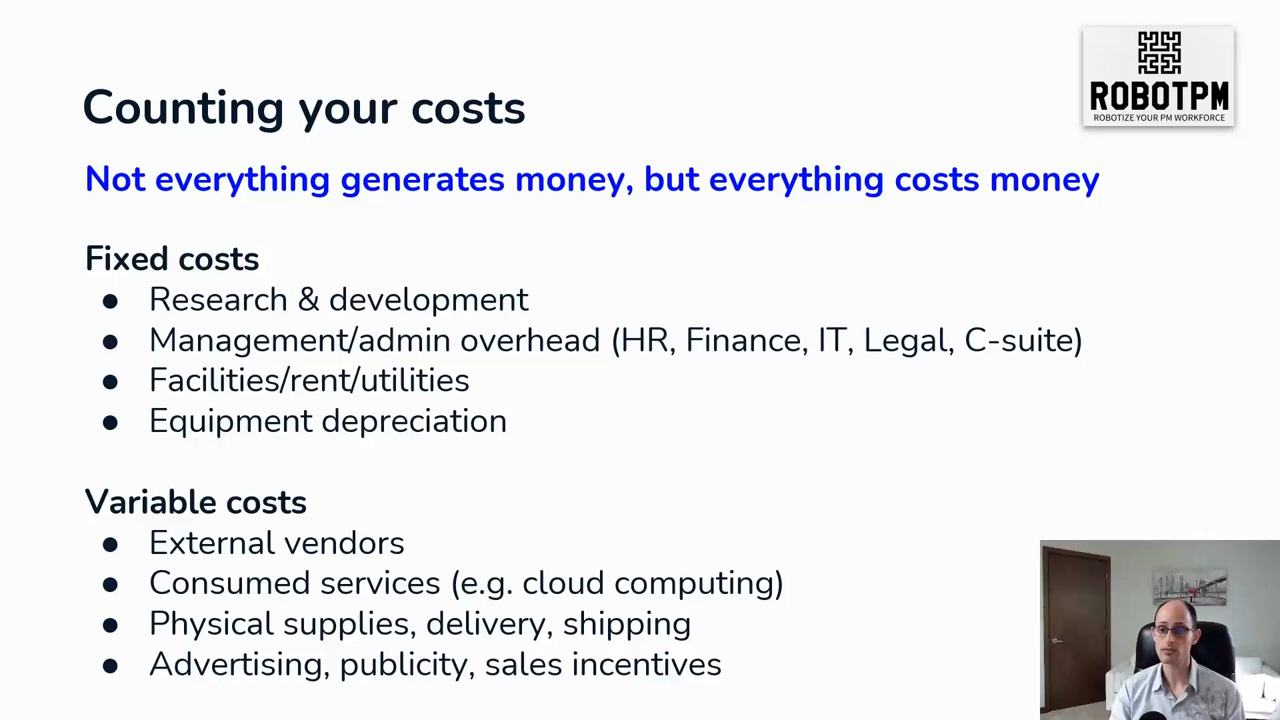 ROBOTPM
ROBOTIZE YOUR PM WORKFORCE
Counting your costs
Not everything generates money, but everything costs money
Fixed costs
● Research & development
● Management/admin overhead (HR, Finance, IT, Legal, C-suite)
● Facilities/rent/utilities
● Equipment depreciation
Variable costs
● External vendors
● Consumed services (e.g. cloud computing)
● Physical supplies, delivery, shipping
● Advertising, publicity, sales incentives